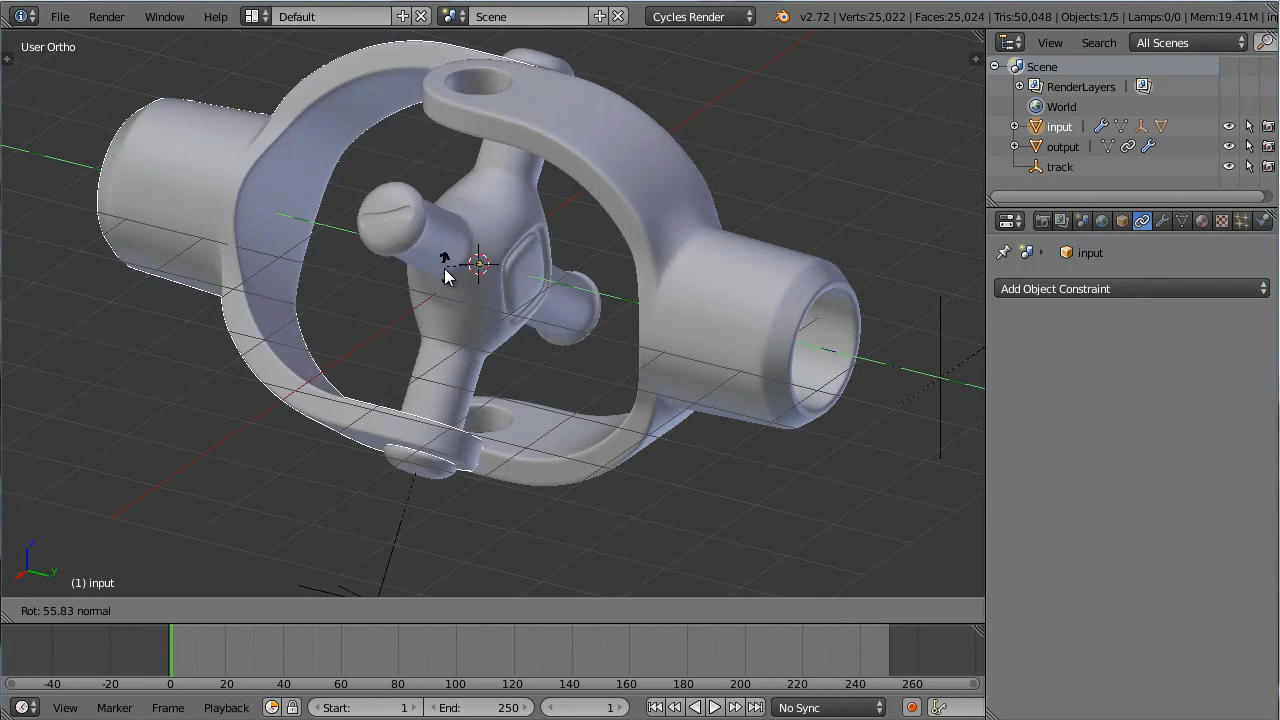 File Render Window Help Default Scene Cycles Render v2.72 | Verts:25,022 | Faces:25,024 | Tris:50,048 | Objects:1/5 | Lamps:0/0 | Mem:19.41M | in
User Ortho
View Search All Scenes
Scene
RenderLayers
World
input
output
track
input
Add Object Constraint
z
y
(1) input
Rot: 55.83 normal
-40 -20 0 20 40 60 80 100 120 140 160 180 200 220 240 260
View Marker Frame Playback Start: 1 End: 250 1 No Sync